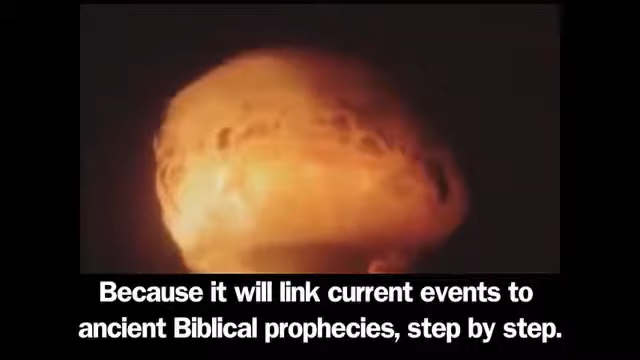 Because it will link current events to
ancient Biblical prophecies, step by step.